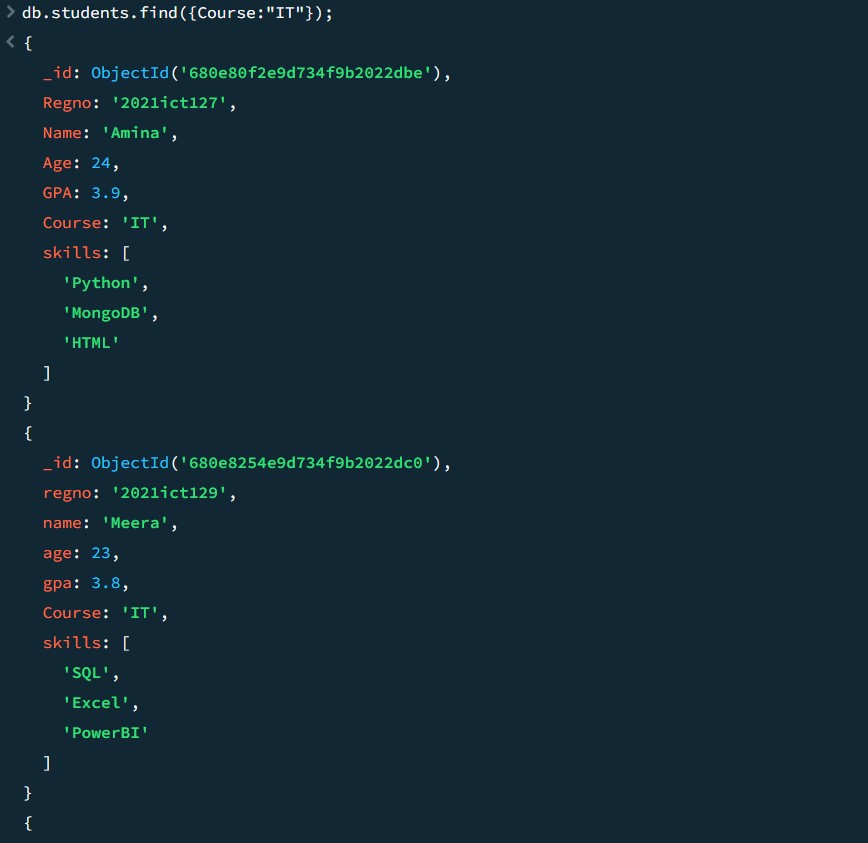 > db.students.find({Course:"IT"});
< {
_id: ObjectId('680e80f2e9d734f9b2022dbe'),
Regno: '2021ict127',
Name: 'Amina',
Age: 24,
GPA: 3.9,
Course: 'IT',
skills: [
'Python',
'MongoDB',
'HTML'
]
}
{
_id: ObjectId('680e8254e9d734f9b2022dc0'),
regno: '2021ict129',
name: 'Meera',
age: 23,
gpa: 3.8,
Course: 'IT',
skills: [
'SQL',
'Excel',
'PowerBI'
]
}
{